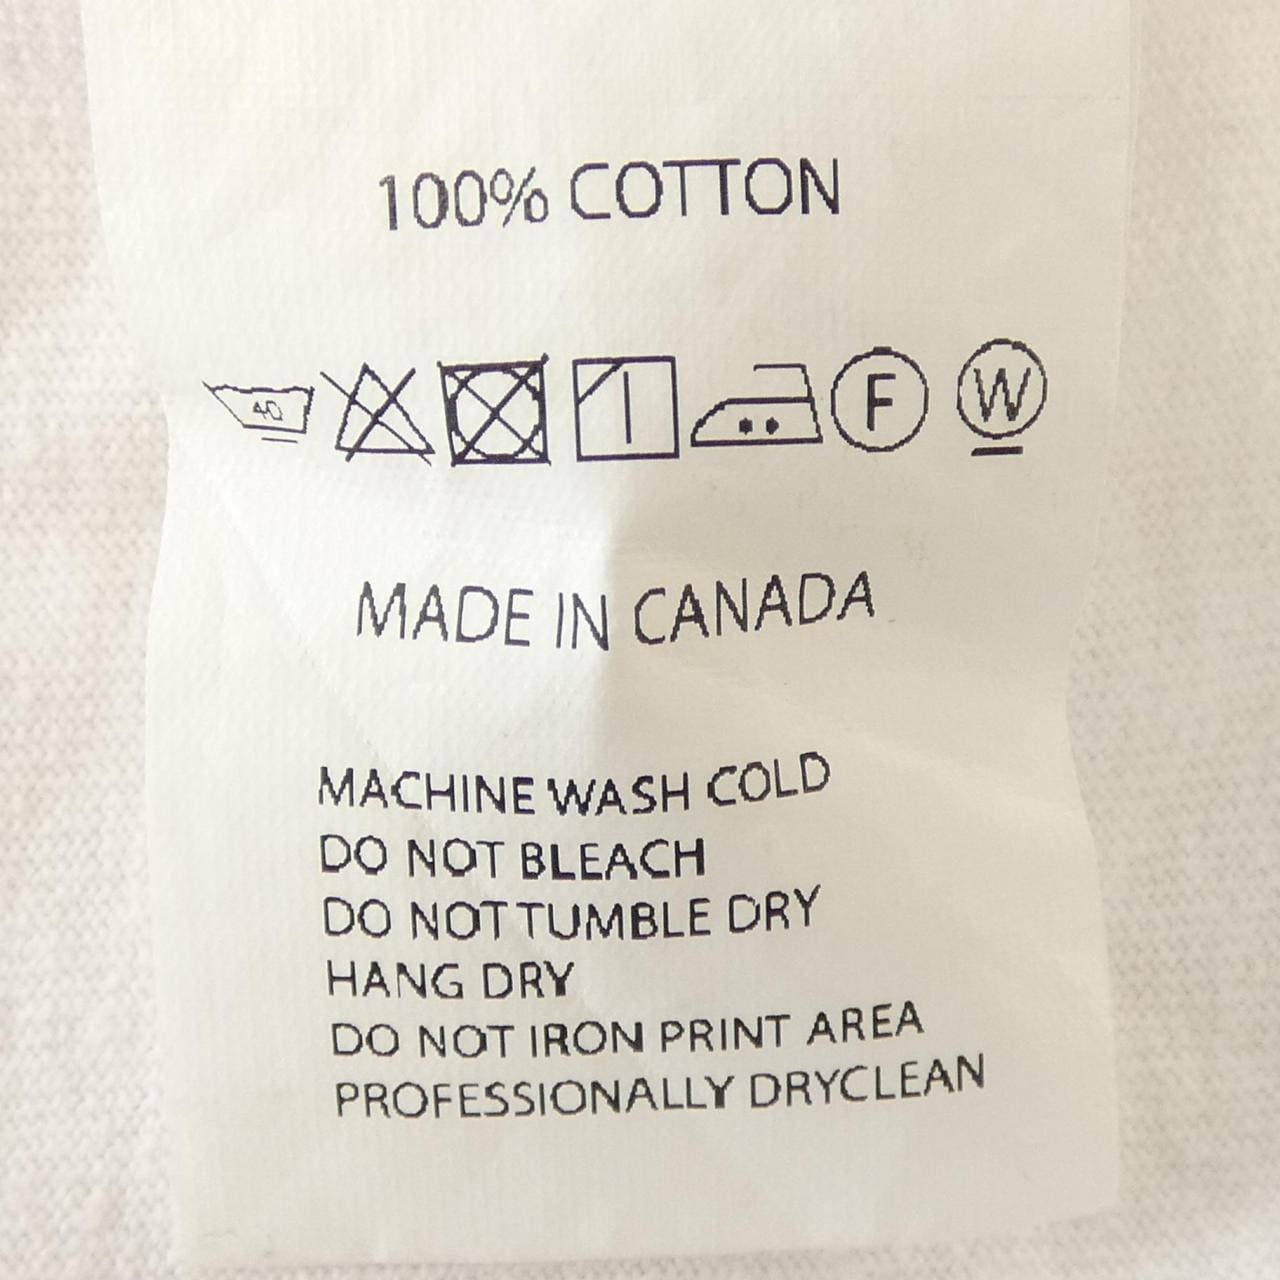 100% COTTON
40 F W
MADE IN CANADA
MACHINE WASH COLD
DO NOT BLEACH
DO NOT TUMBLE DRY
HANG DRY
DO NOT IRON PRINT AREA
PROFESSIONALLY DRYCLEAN